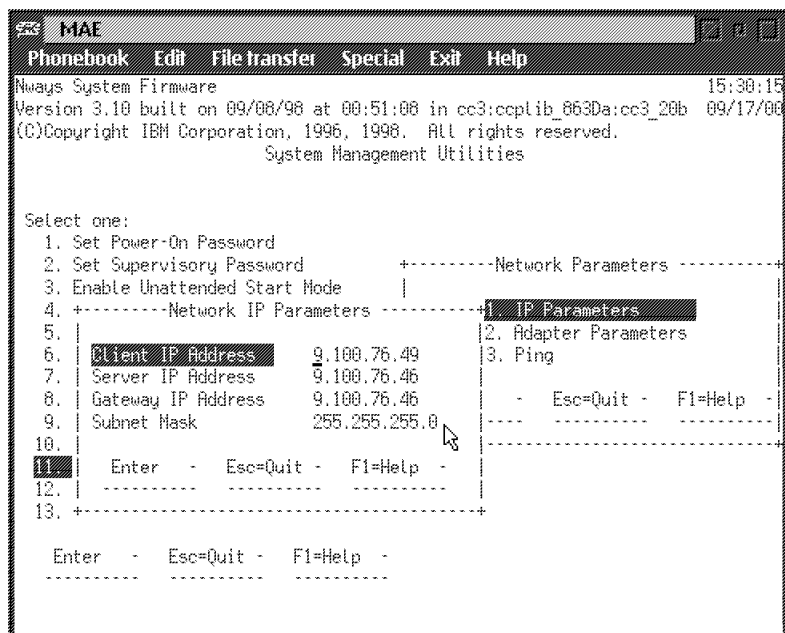 MAE
Phonebook Edit File transfer Special Exit Help
Nways System Firmware 15:30:15
Version 3.10 built on 09/08/98 at 00:51:08 in cc3:ccplib_863Da:cc3_20b 09/17/00
(C)Copyright IBM Corporation, 1996, 1998. All rights reserved.
System Management Utilities
Select one:
1. Set Power-On Password
2. Set Supervisory Password
3. Enable Unattended Start Mode
4.
5.
6.
7.
8.
9.
10.
11.
12.
13.
Network Parameters
1. IP Parameters
2. Adapter Parameters
3. Ping
- Esc=Quit - F1=Help -
Network IP Parameters
Client IP Address 9.100.76.49
Server IP Address 9.100.76.46
Gateway IP Address 9.100.76.46
Subnet Mask 255.255.255.0
Enter - Esc=Quit - F1=Help -
Enter - Esc=Quit - F1=Help -